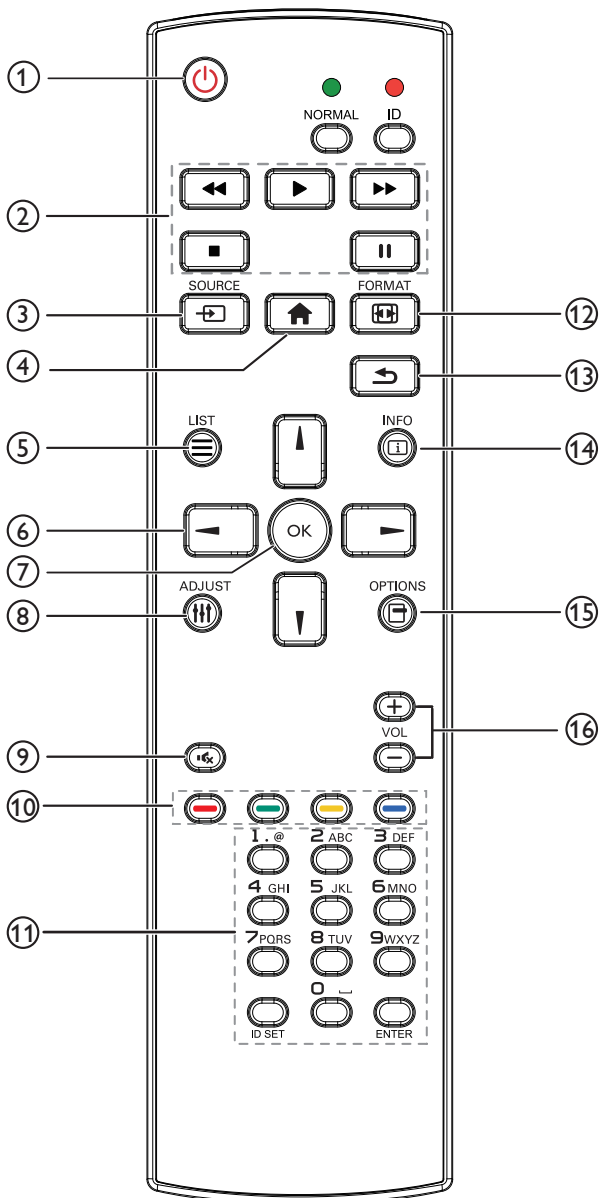 ①
NORMAL ID
②
SOURCE FORMAT
③ ⑫
④ ⑬
LIST INFO
⑤ ⑭
⑥ OK
⑦
ADJUST OPTIONS
⑧ ⑮
VOL ⑯
⑨
⑩
1 . @ 2 ABC 3 DEF
4 GHI 5 JKL 6 MNO
⑪
7 PQRS 8 TUV 9 WXYZ
0 ⎵
ID SET ENTER